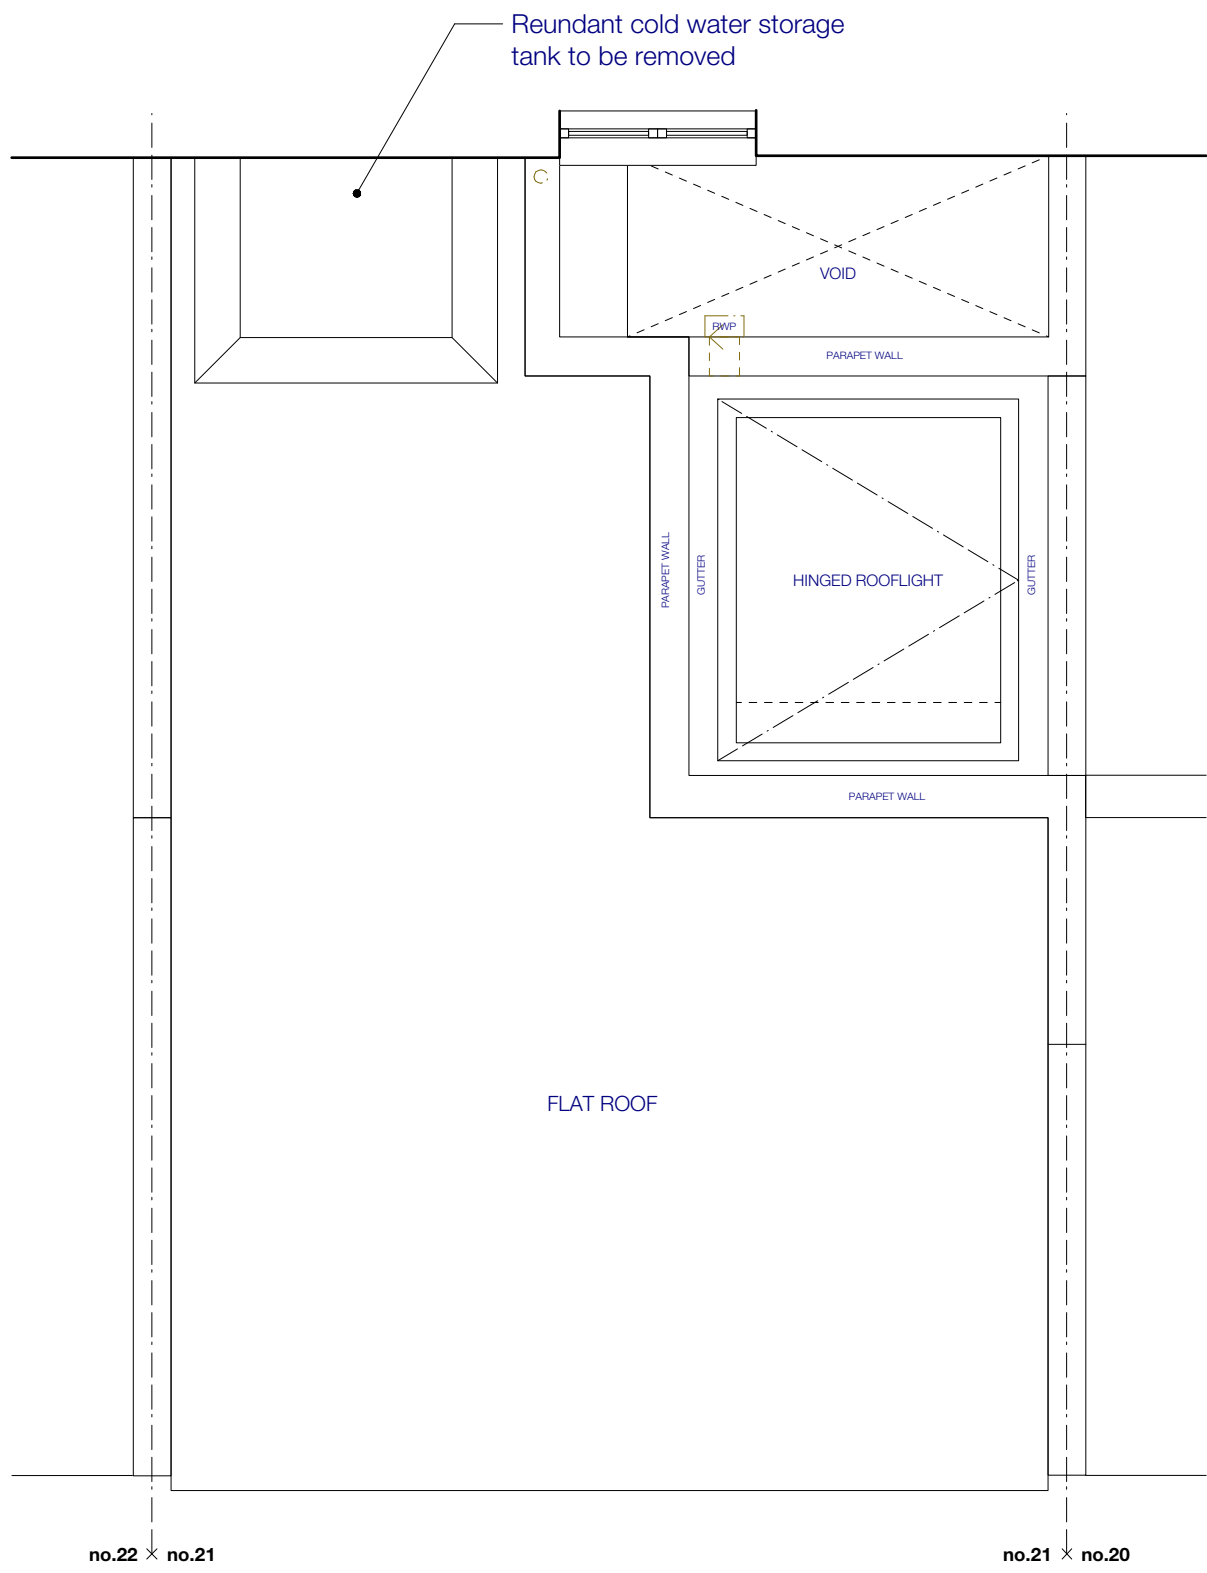 Reundant cold water storage
tank to be removed
VOID
RWP
PARAPET WALL
PARAPET WALL
GUTTER
HINGED ROOFLIGHT
GUTTER
PARAPET WALL
FLAT ROOF
no.22 × no.21
no.21 × no.20